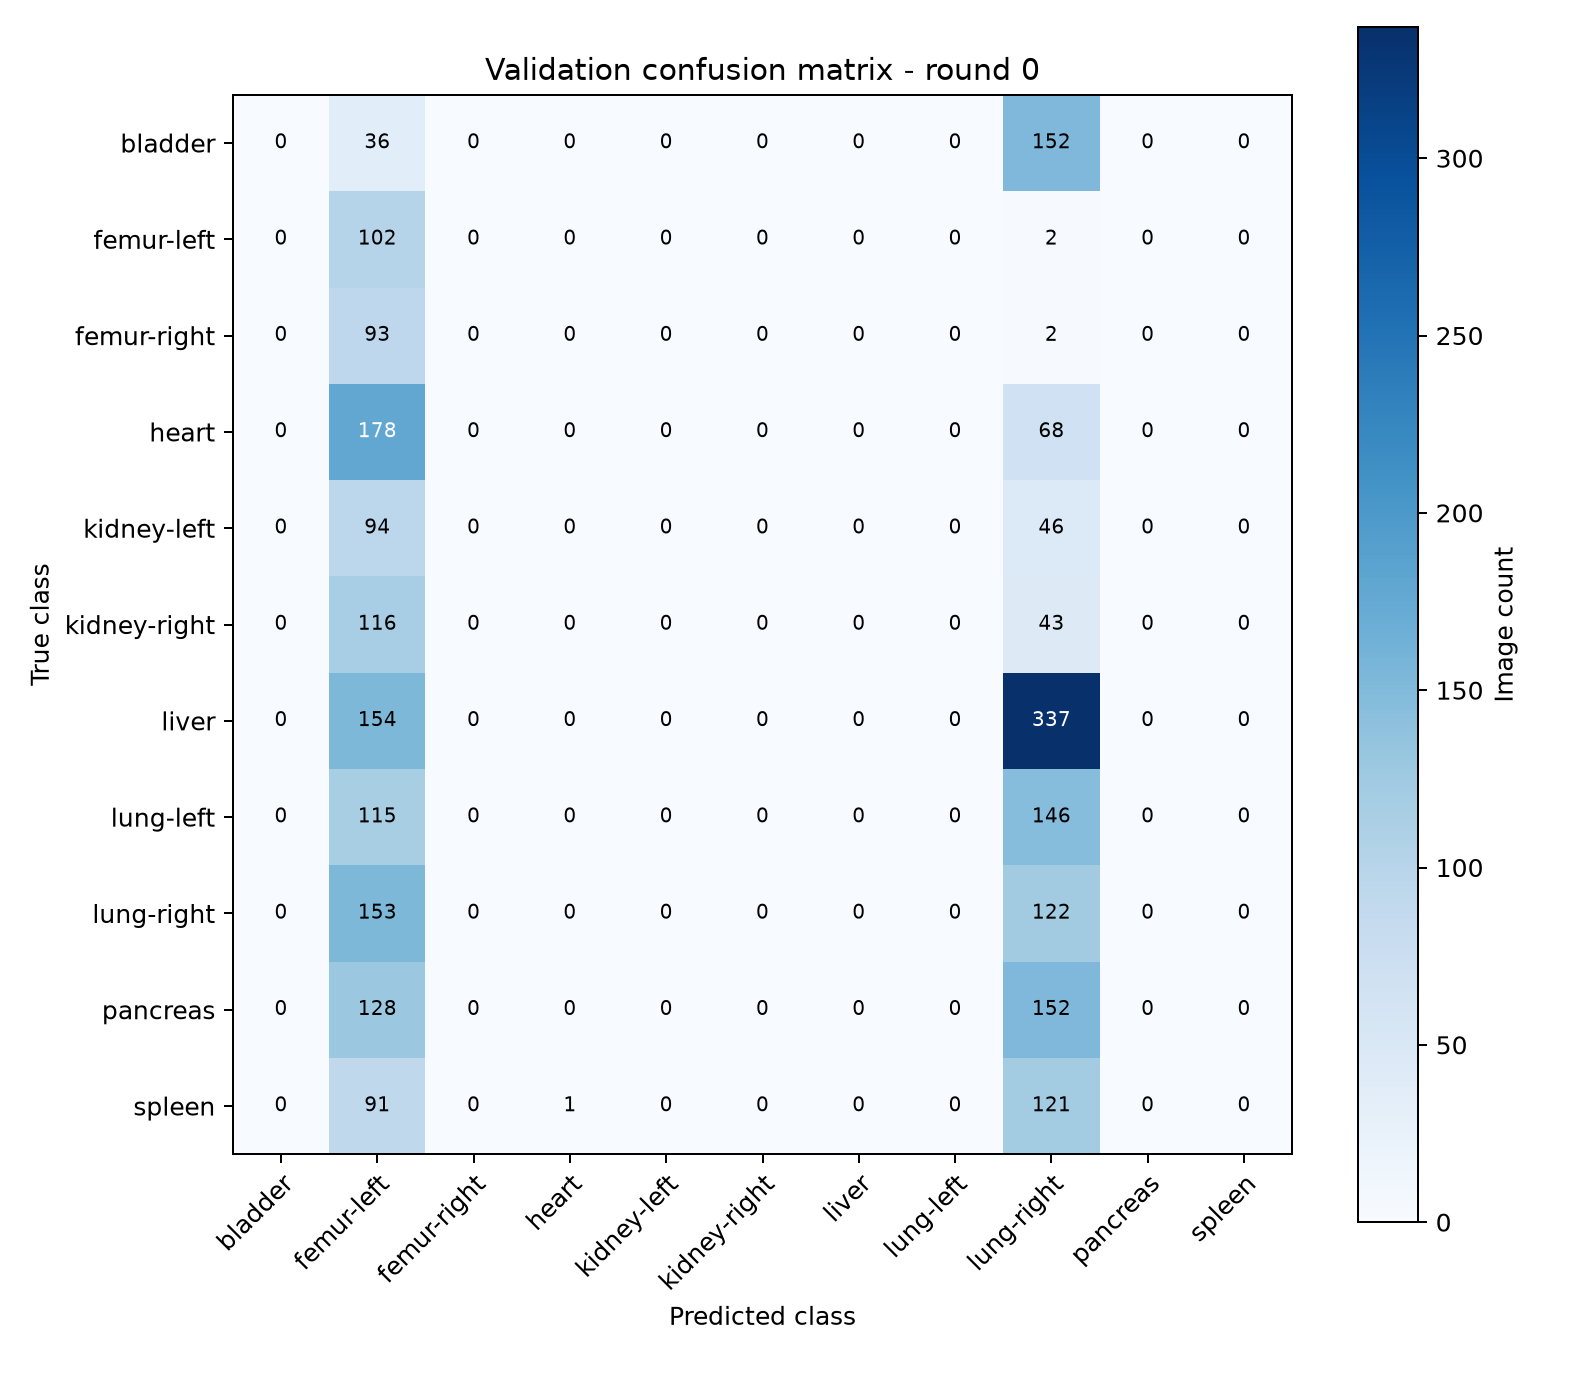 Validation confusion matrix - round 0
True class
bladder 0 36 0 0 0 0 0 0 152 0 0
femur-left 0 102 0 0 0 0 0 0 2 0 0
femur-right 0 93 0 0 0 0 0 0 2 0 0
heart 0 178 0 0 0 0 0 0 68 0 0
kidney-left 0 94 0 0 0 0 0 0 46 0 0
kidney-right 0 116 0 0 0 0 0 0 43 0 0
liver 0 154 0 0 0 0 0 0 337 0 0
lung-left 0 115 0 0 0 0 0 0 146 0 0
lung-right 0 153 0 0 0 0 0 0 122 0 0
pancreas 0 128 0 0 0 0 0 0 152 0 0
spleen 0 91 0 1 0 0 0 0 121 0 0
bladder femur-left femur-right heart kidney-left kidney-right liver lung-left lung-right pancreas spleen
Predicted class
300
250
200
150
100
50
0
Image count